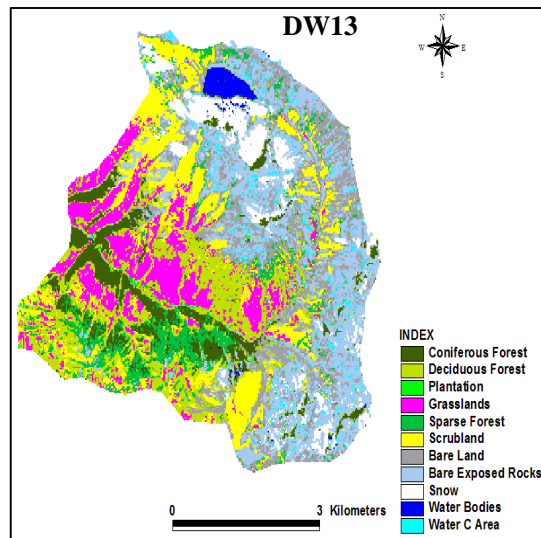 DW13
N
W E
S
INDEX
Coniferous Forest
Deciduous Forest
Plantation
Grasslands
Sparse Forest
Scrubland
Bare Land
Bare Exposed Rocks
Snow
Water Bodies
Water C Area
0 3 Kilometers